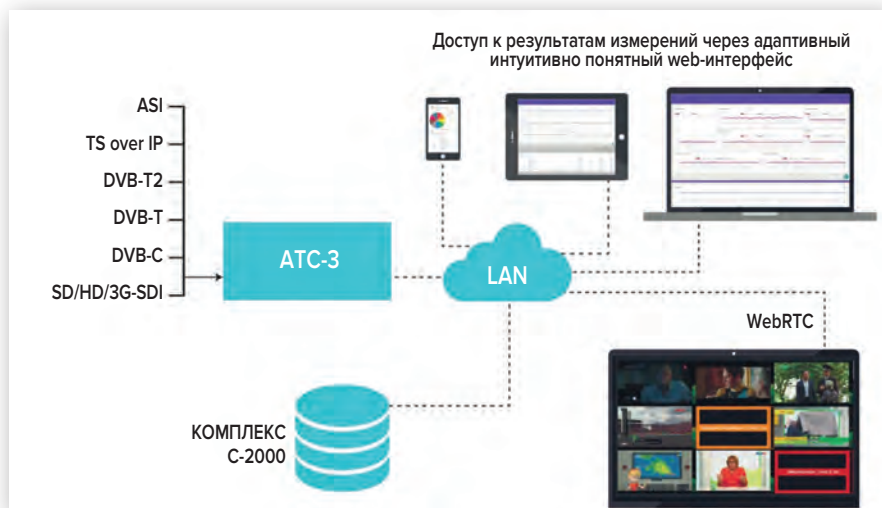 Доступ к результатам измерений через адаптивный
интуитивно понятный web-интерфейс
ASI
TS over IP
DVB-T2
DVB-T
DVB-C
SD/HD/3G-SDI
АТС-3
LAN
WebRTC
КОМПЛЕКС
С-2000